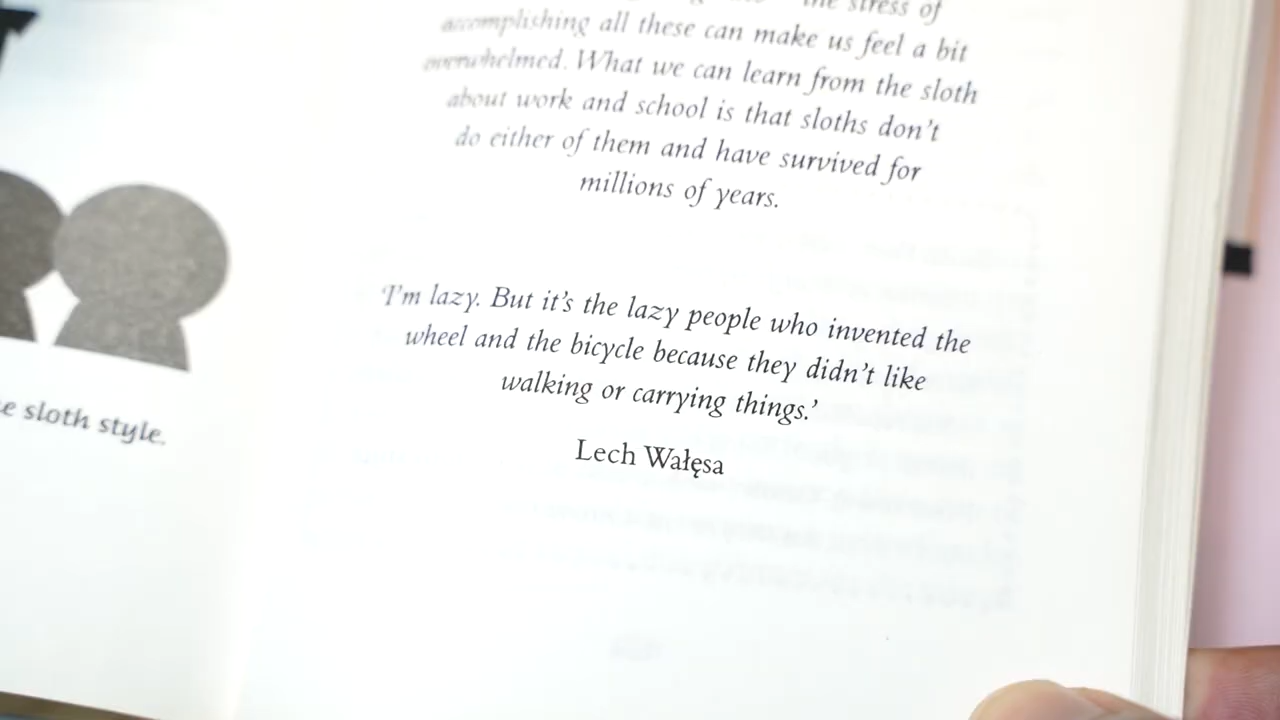 the stress of
accomplishing all these can make us feel a bit
overwhelmed. What we can learn from the sloth
about work and school is that sloths don't
do either of them and have survived for
millions of years.
'I'm lazy. But it's the lazy people who invented the
wheel and the bicycle because they didn't like
walking or carrying things.'
Lech Wałęsa
sloth style.